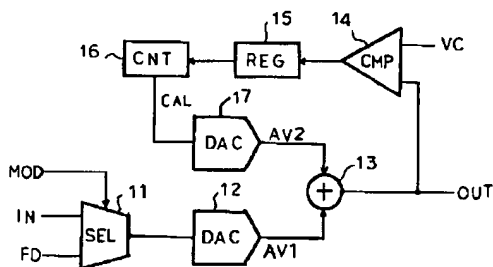 15
14
16
CNT
REG
CMP
VC
CAL
17
DAC
AV2
13
MOD
11
12
+
OUT
IN
SEL
DAC
FD
AV1